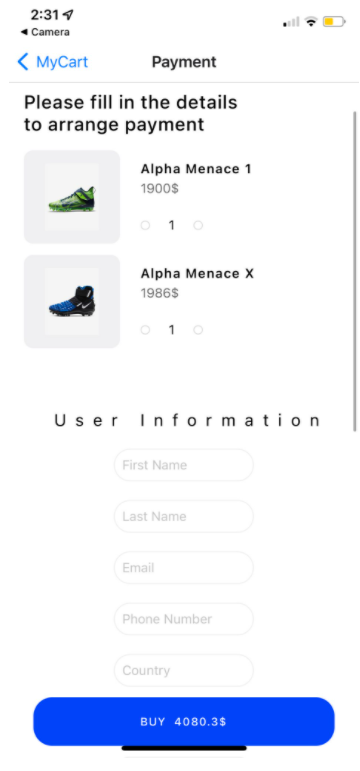 2:31
Camera
MyCart
Payment
Please fill in the details
to arrange payment
Alpha Menace 1
1900$
1
Alpha Menace X
1986$
1
User Information
First Name
Last Name
Email
Phone Number
Country
BUY 4080.3$